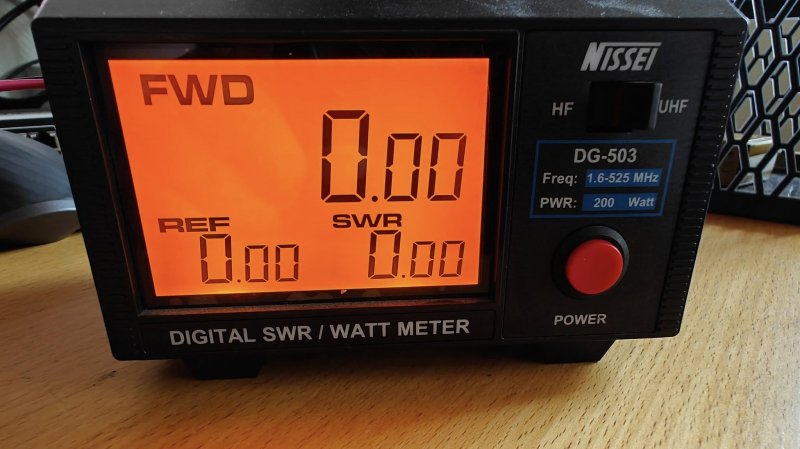 FWD
0.00
REF
0.00
SWR
0.00
DIGITAL SWR / WATT METER
NISSEI
HF
UHF
DG-503
Freq: 1.6-525 MHz
PWR: 200 Watt
POWER